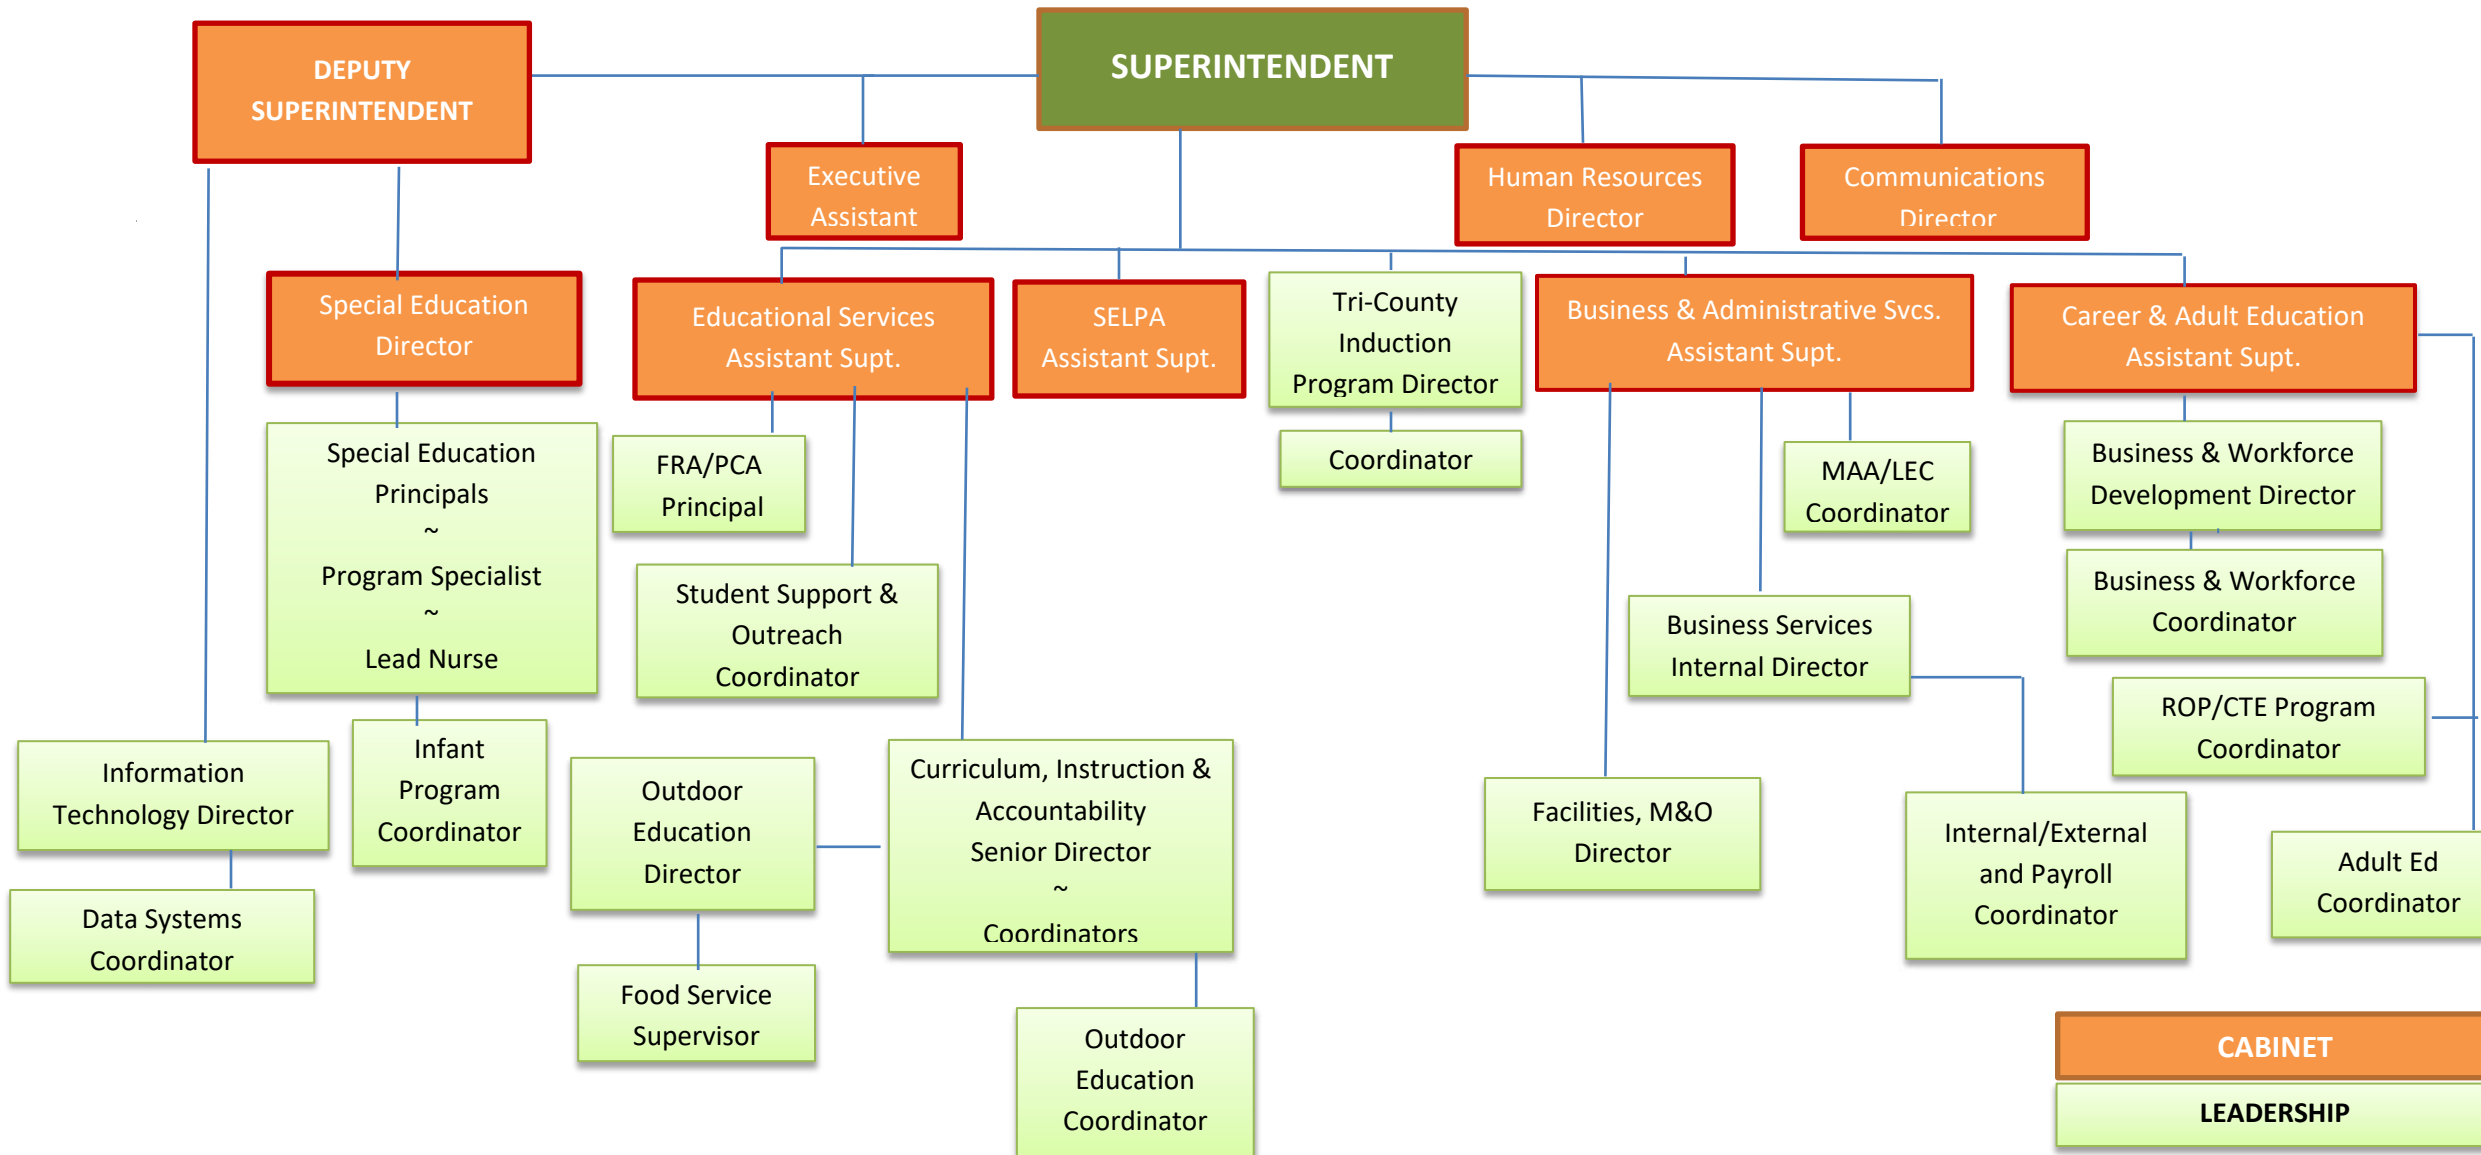 DEPUTY
SUPERINTENDENT
SUPERINTENDENT
Executive
Assistant
Human Resources
Director
Communications
Director
Special Education
Director
Educational Services
Assistant Supt.
SELPA
Assistant Supt.
Tri-County
Induction
Program Director
Business & Administrative Svcs.
Assistant Supt.
Career & Adult Education
Assistant Supt.
Special Education
Principals
~
Program Specialist
~
Lead Nurse
FRA/PCA
Principal
Coordinator
MAA/LEC
Coordinator
Business & Workforce
Development Director
Student Support &
Outreach
Coordinator
Business Services
Internal Director
Business & Workforce
Coordinator
ROP/CTE Program
Coordinator
Information
Technology Director
Infant
Program
Coordinator
Outdoor
Education
Director
Curriculum, Instruction &
Accountability
Senior Director
~
Coordinators
Facilities, M&O
Director
Internal/External
and Payroll
Coordinator
Adult Ed
Coordinator
Data Systems
Coordinator
Food Service
Supervisor
Outdoor
Education
Coordinator
CABINET
LEADERSHIP